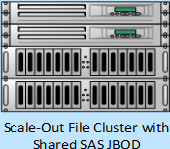 Scale-Out File Cluster with
Shared SAS JBOD